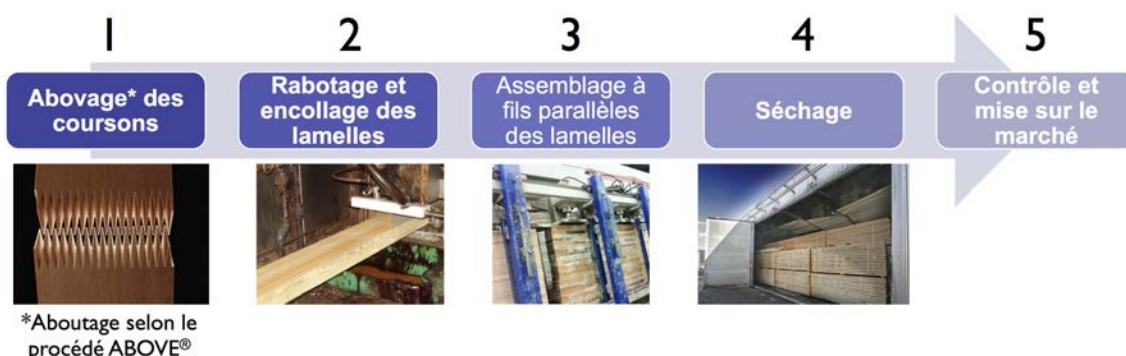 1
2
3
4
5
Abovage* des
coursons
Rabotage et
encollage des
lamelles
Assemblage à
fils parallèles
des lamelles
Séchage
Contrôle et
mise sur le
marché
*Aboutage selon le
procédé ABOVE®